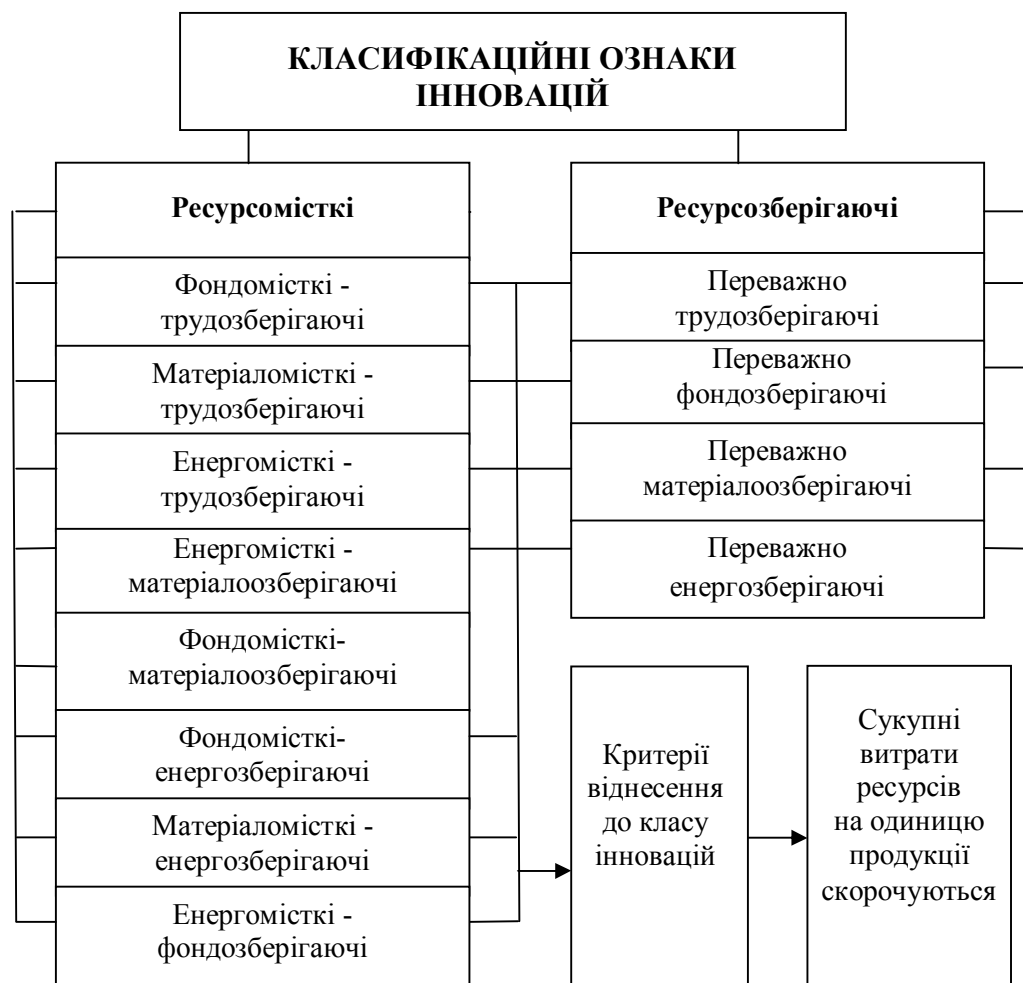 КЛАСИФІКАЦІЙНІ ОЗНАКИ
ІННОВАЦІЙ
Ресурсомісткі
Фондомісткі -
трудозберігаючі
Матеріаломісткі -
трудозберігаючі
Енергомісткі -
трудозберігаючі
Енергомісткі -
матеріалоозберігаючі
Фондомісткі-
матеріалоозберігаючі
Фондомісткі-
енергозберігаючі
Матеріаломісткі -
енергозберігаючі
Енергомісткі -
фондозберігаючі
Ресурсозберігаючі
Переважно
трудозберігаючі
Переважно
фондозберігаючі
Переважно
матеріалоозберігаючі
Переважно
енергозберігаючі
Критерії
віднесення
до класу
інновацій
Сукупні
витрати
ресурсів
на одиницю
продукції
скорочуються